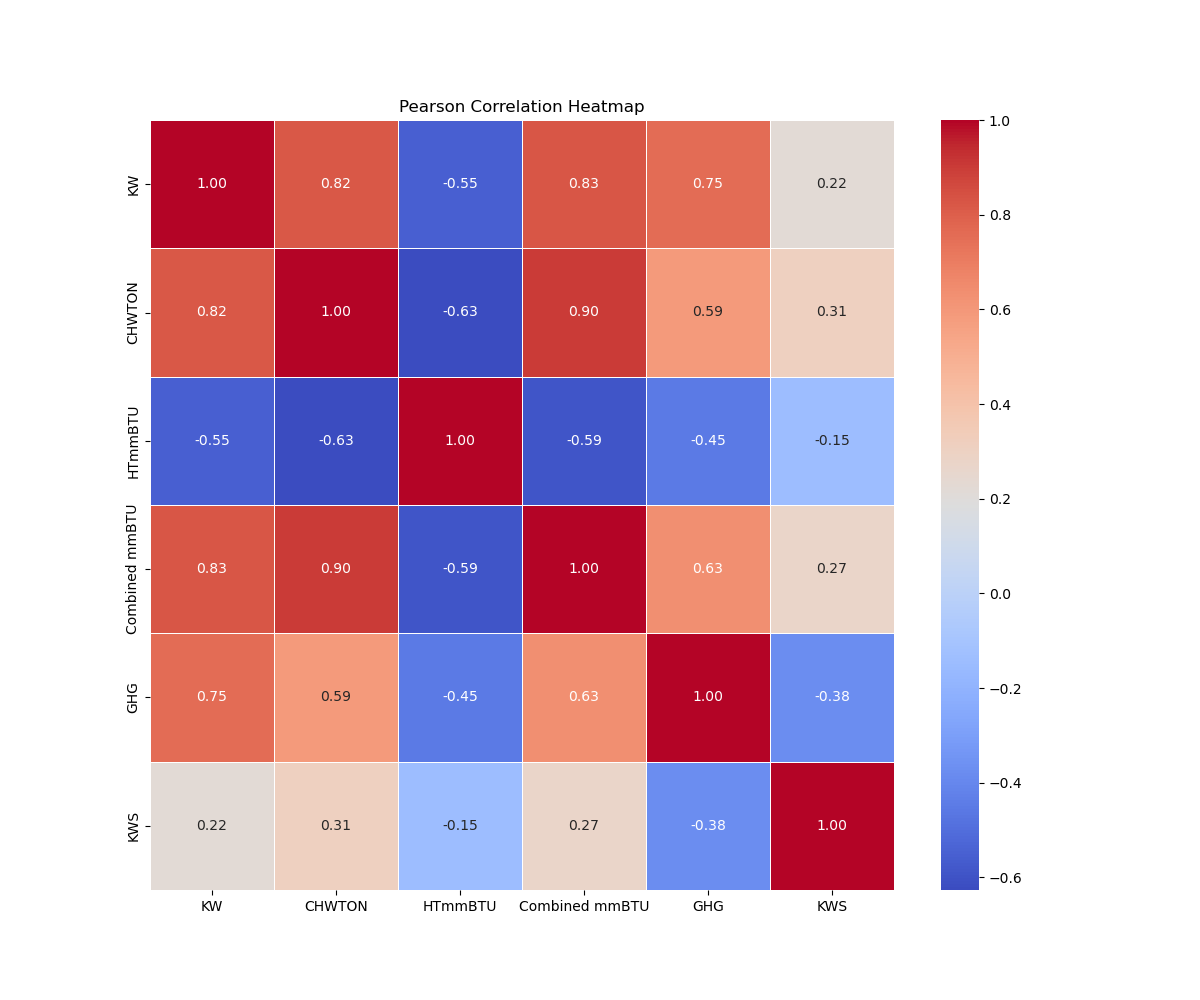 Pearson Correlation Heatmap
KW 1.00 0.82 -0.55 0.83 0.75 0.22
CHWTON 0.82 1.00 -0.63 0.90 0.59 0.31
HTmmBTU -0.55 -0.63 1.00 -0.59 -0.45 -0.15
Combined mmBTU 0.83 0.90 -0.59 1.00 0.63 0.27
GHG 0.75 0.59 -0.45 0.63 1.00 -0.38
KWS 0.22 0.31 -0.15 0.27 -0.38 1.00
KW CHWTON HTmmBTU Combined mmBTU GHG KWS
1.0
0.8
0.6
0.4
0.2
0.0
−0.2
−0.4
−0.6